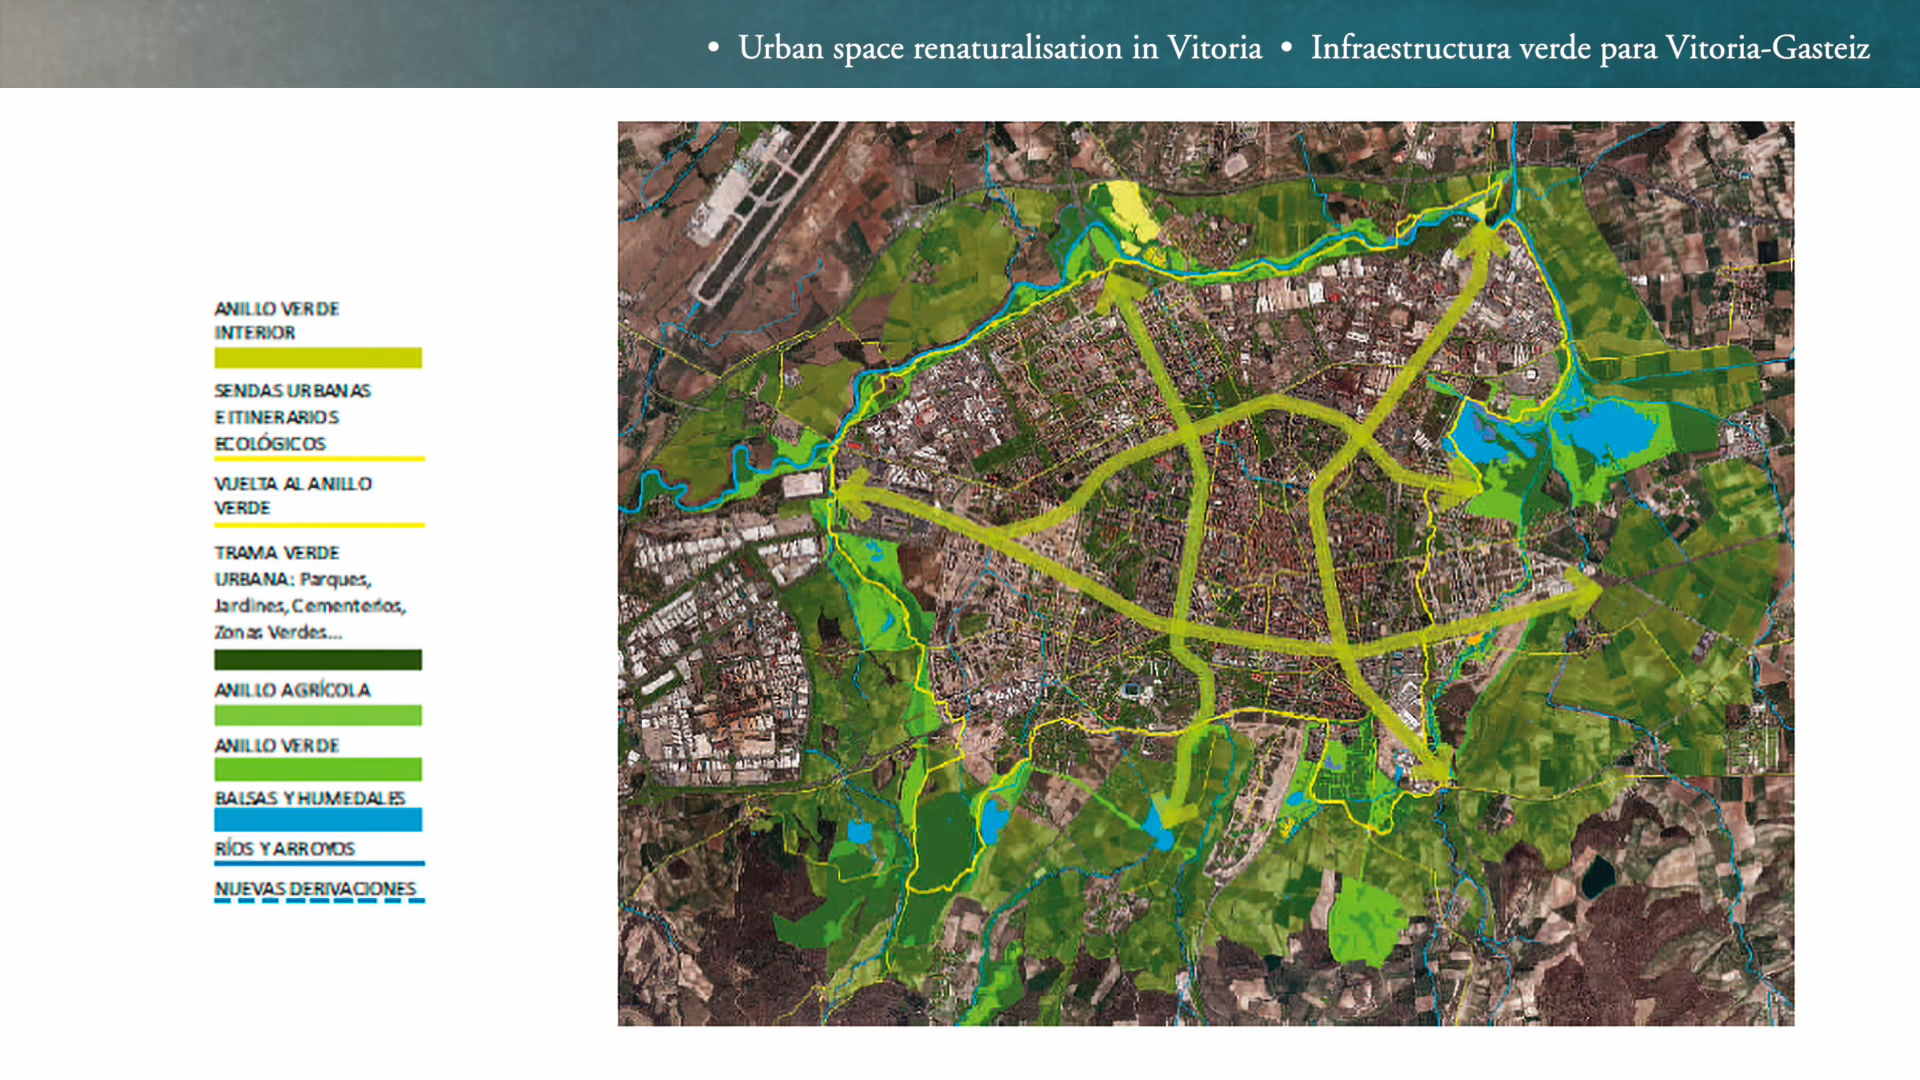 • Urban space renaturalisation in Vitoria • Infraestructura verde para Vitoria-Gasteiz
ANILLO VERDE
INTERIOR
SENDAS URBANAS
E ITINERARIOS
ECOLÓGICOS
VUELTA AL ANILLO
VERDE
TRAMA VERDE
URBANA: Parques,
Jardines, Cementerios,
Zonas Verdes...
ANILLO AGRÍCOLA
ANILLO VERDE
BALSAS Y HUMEDALES
RÍOS Y ARROYOS
NUEVAS DERIVACIONES